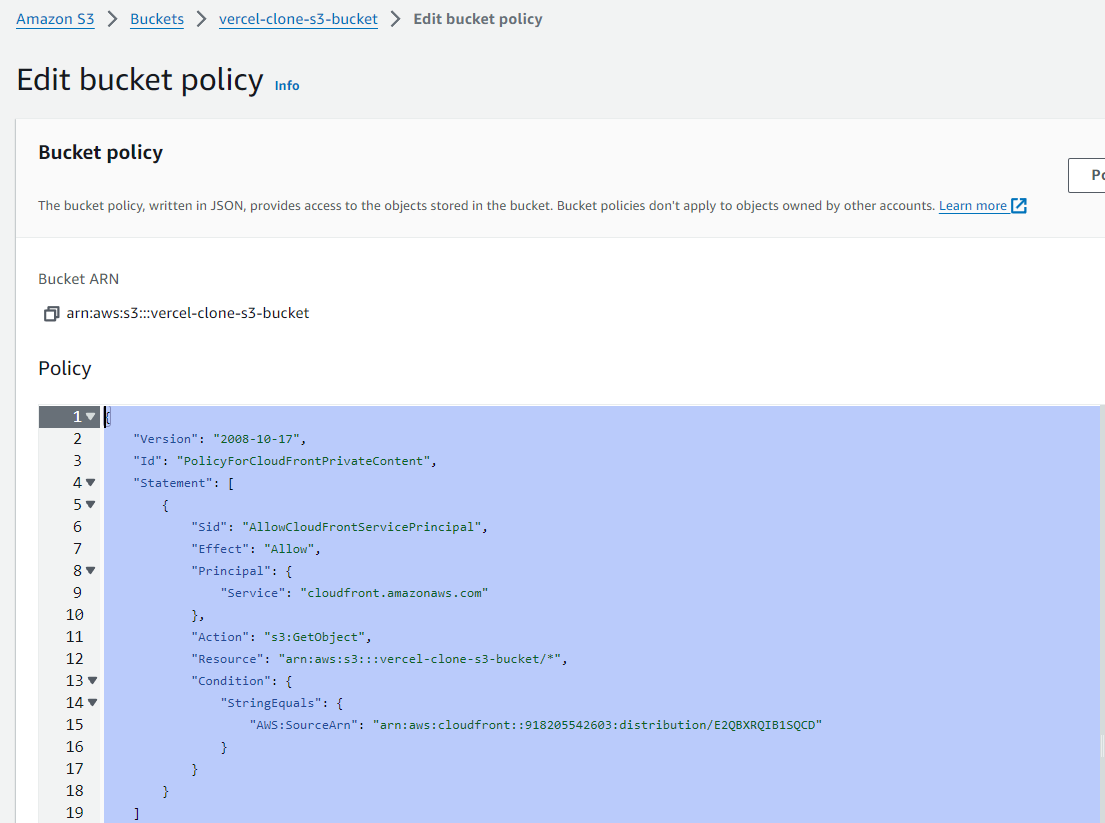 Amazon S3 > Buckets > vercel-clone-s3-bucket > Edit bucket policy
Edit bucket policy Info
Bucket policy
The bucket policy, written in JSON, provides access to the objects stored in the bucket. Bucket policies don't apply to objects owned by other accounts. Learn more
Bucket ARN
arn:aws:s3:::vercel-clone-s3-bucket
Policy
1 {
2 "Version": "2008-10-17",
3 "Id": "PolicyForCloudFrontPrivateContent",
4 "Statement": [
5 {
6 "Sid": "AllowCloudFrontServicePrincipal",
7 "Effect": "Allow",
8 "Principal": {
9 "Service": "cloudfront.amazonaws.com"
10 },
11 "Action": "s3:GetObject",
12 "Resource": "arn:aws:s3:::vercel-clone-s3-bucket/*",
13 "Condition": {
14 "StringEquals": {
15 "AWS:SourceArn": "arn:aws:cloudfront::918205542603:distribution/E2QBXRQIB1SQCD"
16 }
17 }
18 }
19 ]